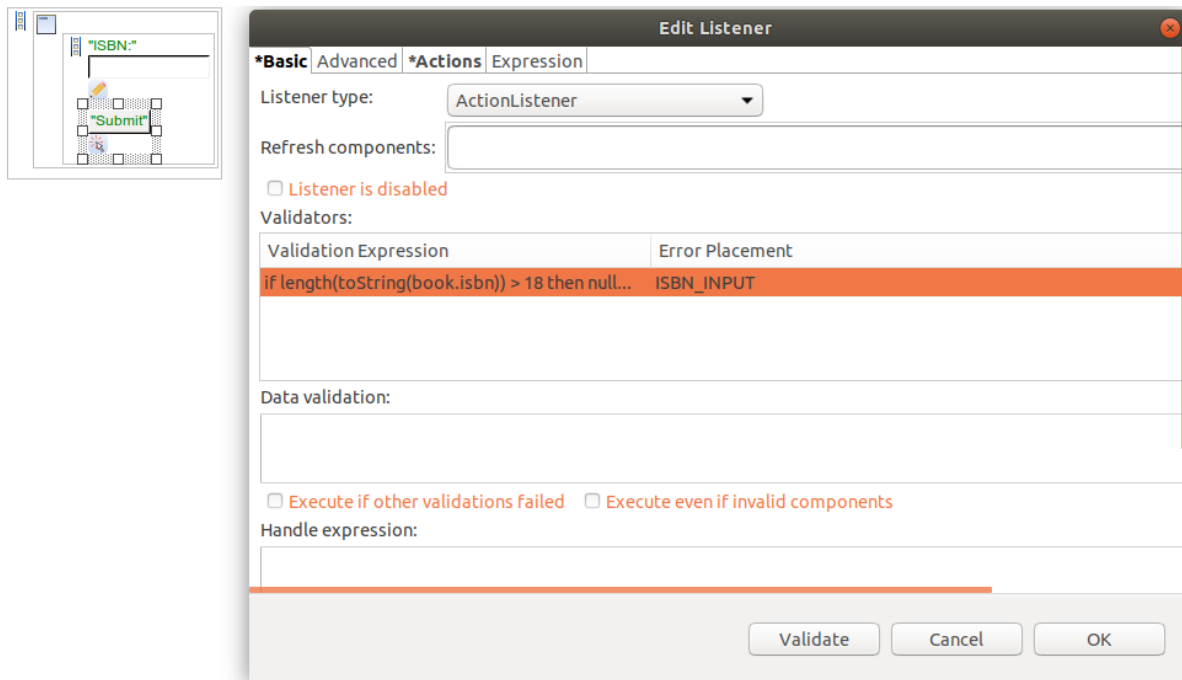 "ISBN:"
"Submit"
Edit Listener
*Basic Advanced *Actions Expression
Listener type: ActionListener
Refresh components:
Listener is disabled
Validators:
Validation Expression Error Placement
if length(toString(book.isbn)) > 18 then null... ISBN_INPUT
Data validation:
Execute if other validations failed Execute even if invalid components
Handle expression:
Validate Cancel OK